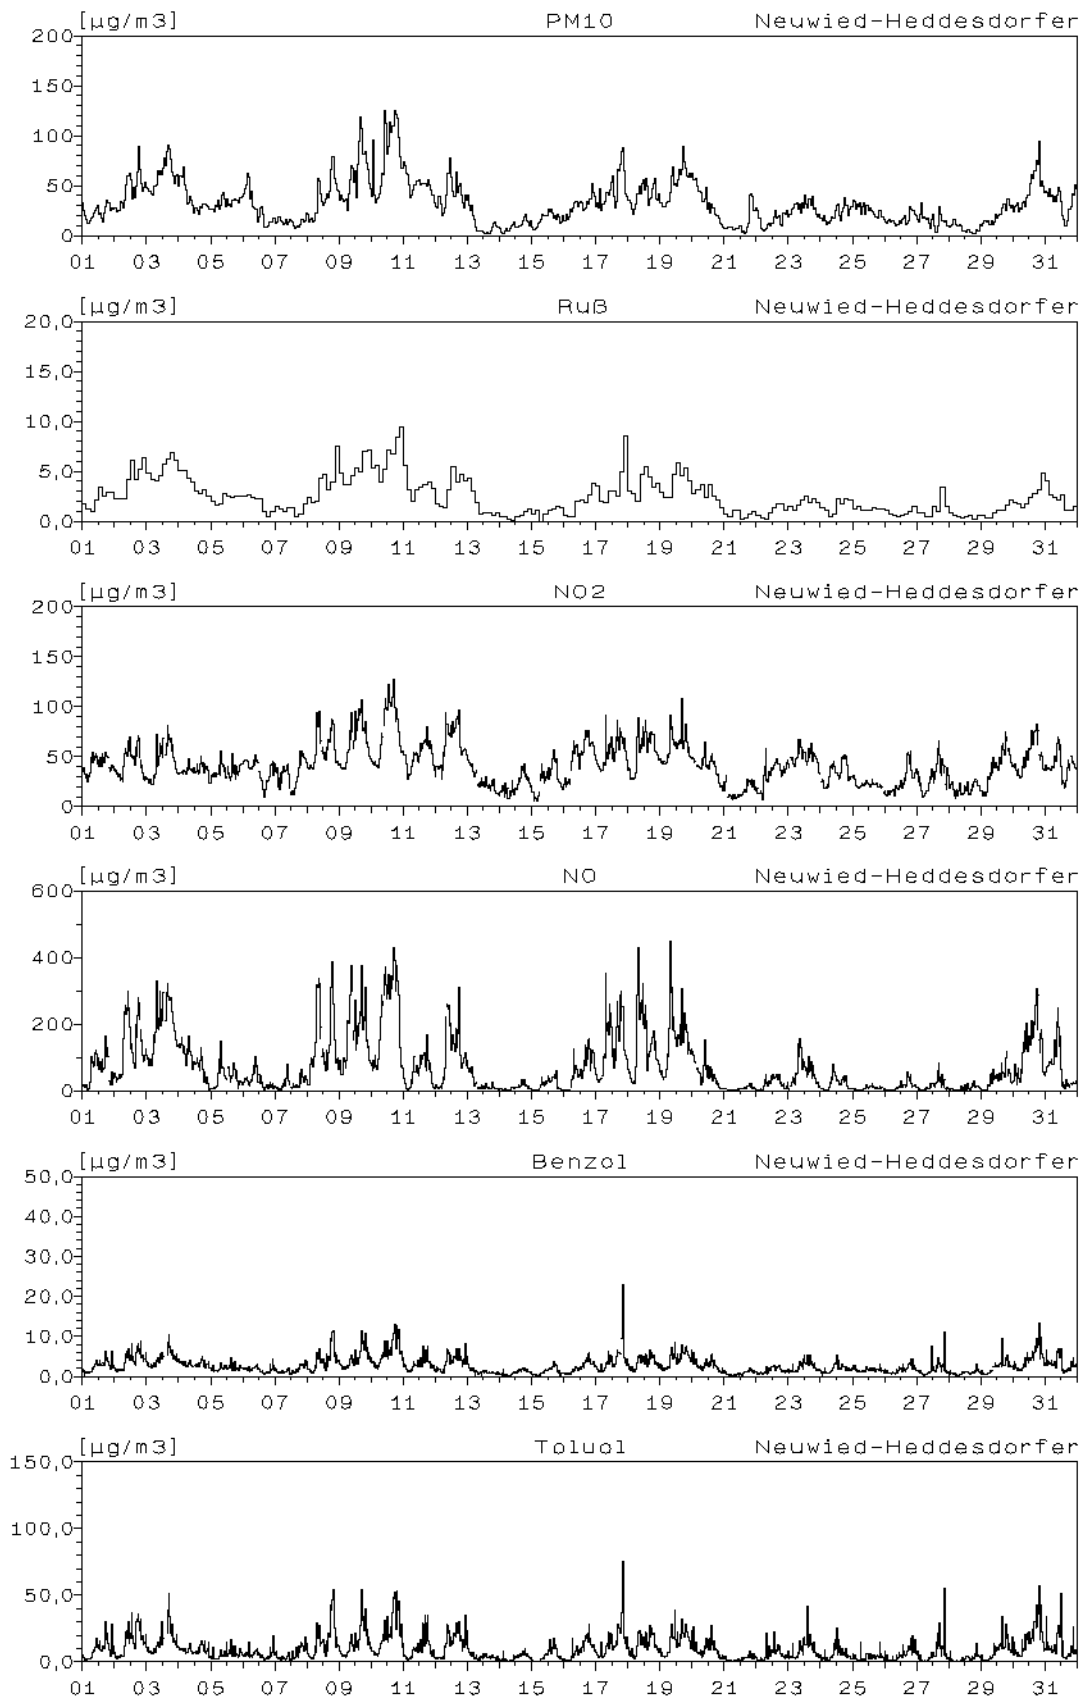 [µg/m3] PM10 Neuwied-Heddesdorfer
200
150
100
50
0
01 03 05 07 09 11 13 15 17 19 21 23 25 27 29 31
[µg/m3] Ruß Neuwied-Heddesdorfer
20,0
15,0
10,0
5,0
0,0
01 03 05 07 09 11 13 15 17 19 21 23 25 27 29 31
[µg/m3] NO2 Neuwied-Heddesdorfer
200
150
100
50
0
01 03 05 07 09 11 13 15 17 19 21 23 25 27 29 31
[µg/m3] NO Neuwied-Heddesdorfer
600
400
200
0
01 03 05 07 09 11 13 15 17 19 21 23 25 27 29 31
[µg/m3] Benzol Neuwied-Heddesdorfer
50,0
40,0
30,0
20,0
10,0
0,0
01 03 05 07 09 11 13 15 17 19 21 23 25 27 29 31
[µg/m3] Toluol Neuwied-Heddesdorfer
150,0
100,0
50,0
0,0
01 03 05 07 09 11 13 15 17 19 21 23 25 27 29 31